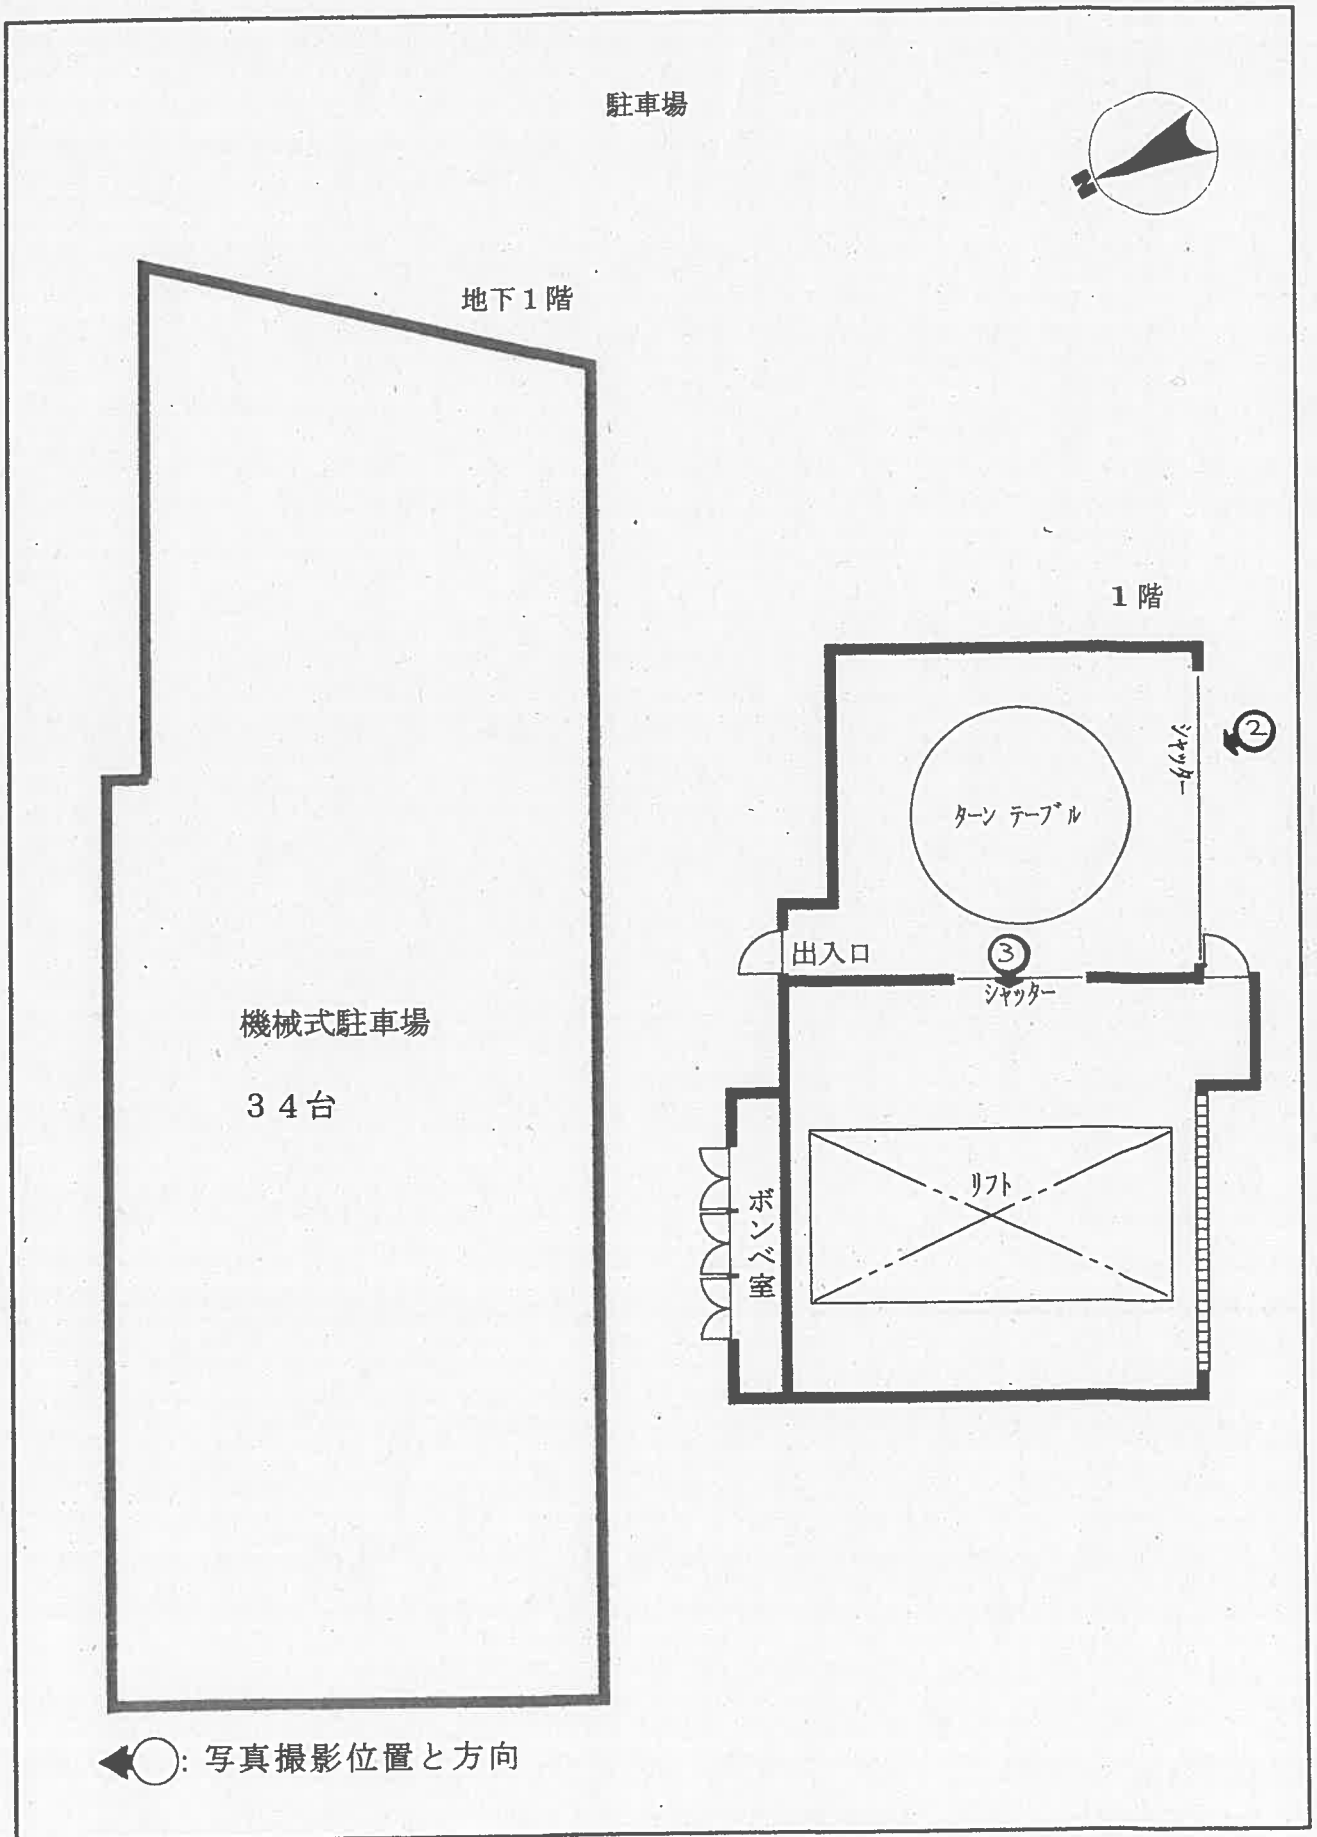 駐車場
N
地下1階
1階
②
シャッター
ターン テーブル
出入口
③
シャッター
機械式駐車場
34台
リフト
ボンベ室
: 写真撮影位置と方向